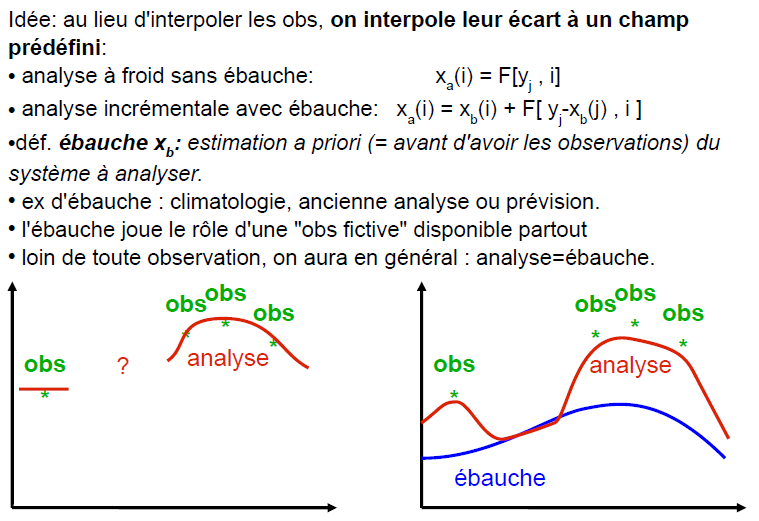 Idée: au lieu d'interpoler les obs, on interpole leur écart à un champ
prédéfini:
• analyse à froid sans ébauche: xa(i) = F[yj , i]
• analyse incrémentale avec ébauche: xa(i) = xb(i) + F[ yj-xb(j) , i ]
•déf. ébauche xb: estimation a priori (= avant d'avoir les observations) du
système à analyser.
• ex d'ébauche : climatologie, ancienne analyse ou prévision.
• l'ébauche joue le rôle d'une "obs fictive" disponible partout
• loin de toute observation, on aura en général : analyse=ébauche.
obs
obs
obs
obs
?
analyse
obs
obs
obs
obs
analyse
ébauche